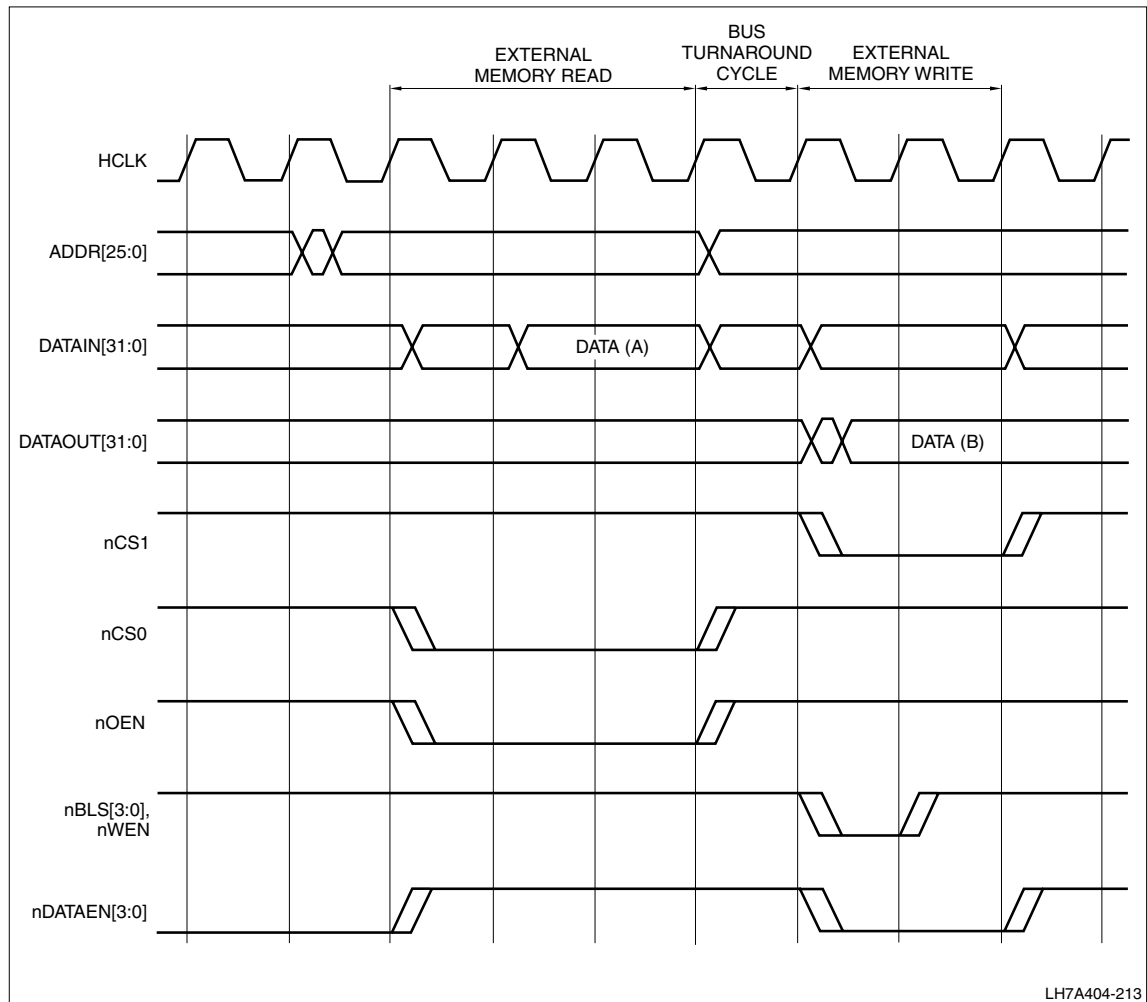 EXTERNAL
MEMORY READ
BUS
TURNAROUND
CYCLE
EXTERNAL
MEMORY WRITE
HCLK
ADDR[25:0]
DATAIN[31:0]
DATA (A)
DATAOUT[31:0]
DATA (B)
nCS1
nCS0
nOEN
nBLS[3:0],
nWEN
nDATAEN[3:0]
LH7A404-213